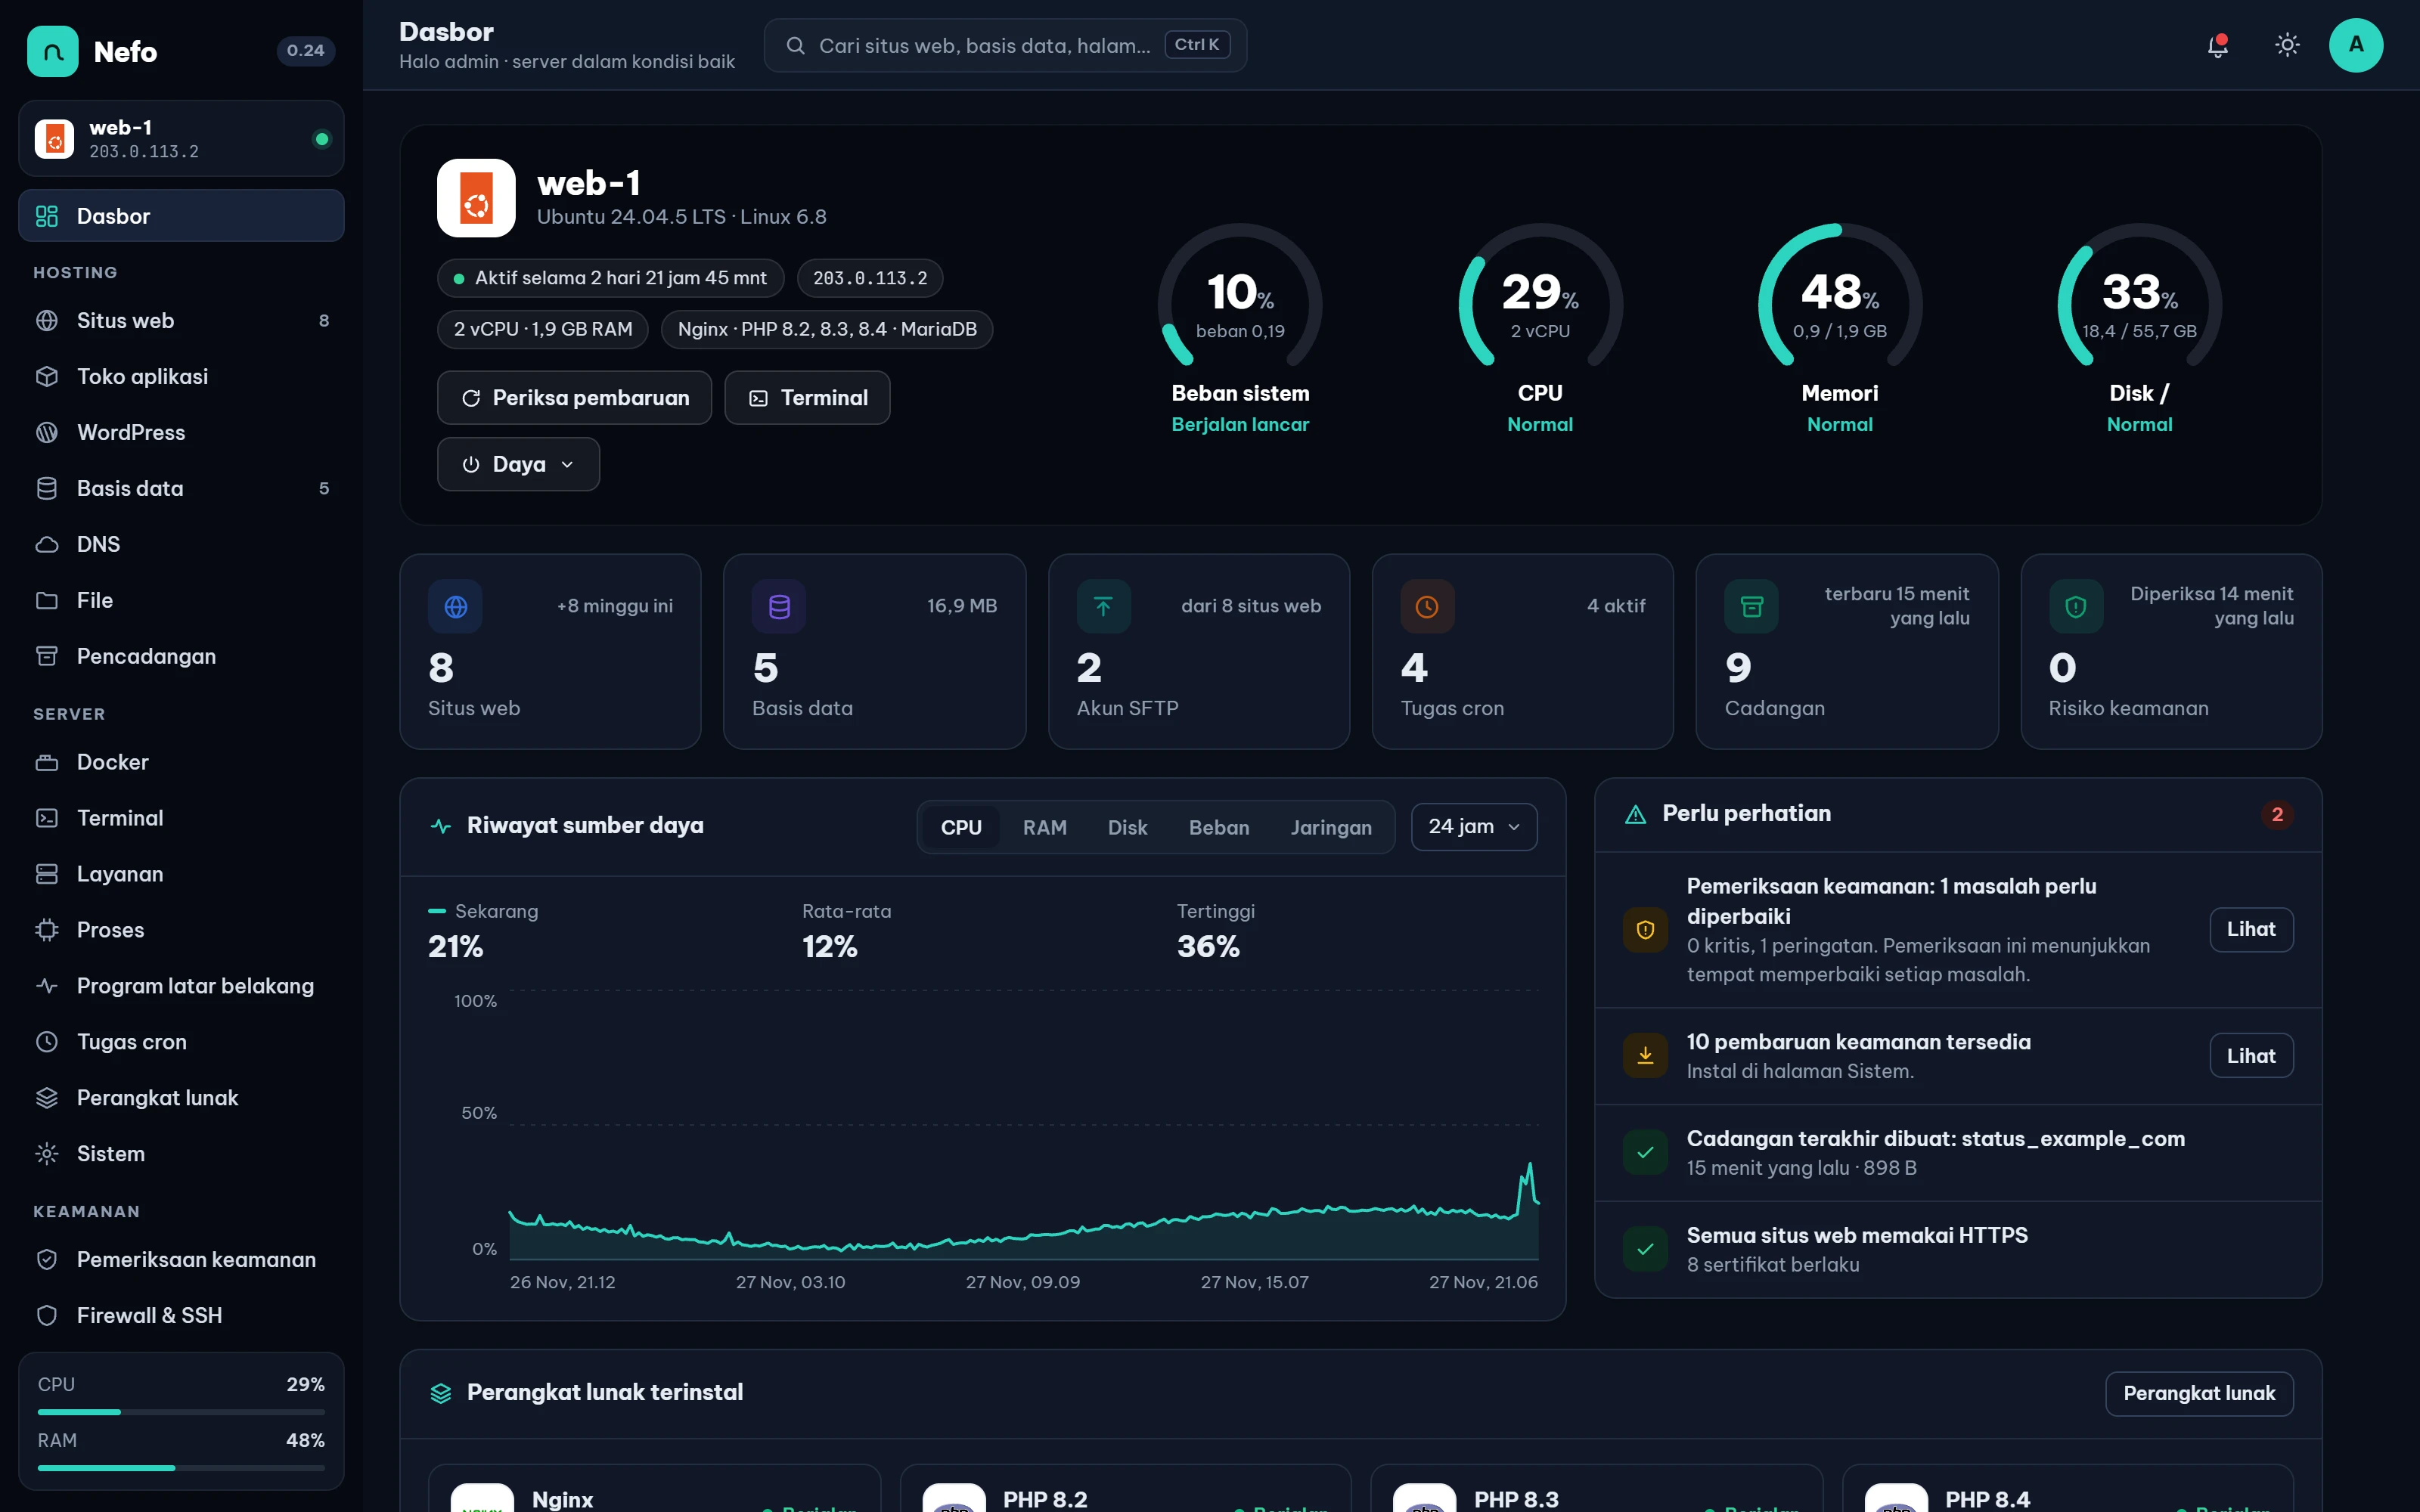 Nefo
0.24
web-1
203.0.113.2
Dasbor
HOSTING
Situs web
8
Toko aplikasi
WordPress
Basis data
5
DNS
File
Pencadangan
SERVER
Docker
Terminal
Layanan
Proses
Program latar belakang
Tugas cron
Perangkat lunak
Sistem
KEAMANAN
Pemeriksaan keamanan
Firewall & SSH
CPU
29%
RAM
48%
Dasbor
Halo admin · server dalam kondisi baik
Cari situs web, basis data, halam...
Ctrl K
A
web-1
Ubuntu 24.04.5 LTS · Linux 6.8
Aktif selama 2 hari 21 jam 45 mnt
203.0.113.2
2 vCPU · 1,9 GB RAM
Nginx · PHP 8.2, 8.3, 8.4 · MariaDB
Periksa pembaruan
Terminal
Daya
10%
beban 0,19
Beban sistem
Berjalan lancar
29%
2 vCPU
CPU
Normal
48%
0,9 / 1,9 GB
Memori
Normal
33%
18,4 / 55,7 GB
Disk /
Normal
+8 minggu ini
8
Situs web
16,9 MB
5
Basis data
dari 8 situs web
2
Akun SFTP
4 aktif
4
Tugas cron
terbaru 15 menit
yang lalu
9
Cadangan
Diperiksa 14 menit
yang lalu
0
Risiko keamanan
Riwayat sumber daya
CPU
RAM
Disk
Beban
Jaringan
24 jam
Sekarang
21%
Rata-rata
12%
Tertinggi
36%
100%
50%
0%
26 Nov, 21.12
27 Nov, 03.10
27 Nov, 09.09
27 Nov, 15.07
27 Nov, 21.06
Perlu perhatian
2
Pemeriksaan keamanan: 1 masalah perlu
diperbaiki
0 kritis, 1 peringatan. Pemeriksaan ini menunjukkan
tempat memperbaiki setiap masalah.
Lihat
10 pembaruan keamanan tersedia
Instal di halaman Sistem.
Lihat
Cadangan terakhir dibuat: status_example_com
15 menit yang lalu · 898 B
Semua situs web memakai HTTPS
8 sertifikat berlaku
Perangkat lunak terinstal
Perangkat lunak
Nginx
PHP 8.2
PHP 8.3
PHP 8.4